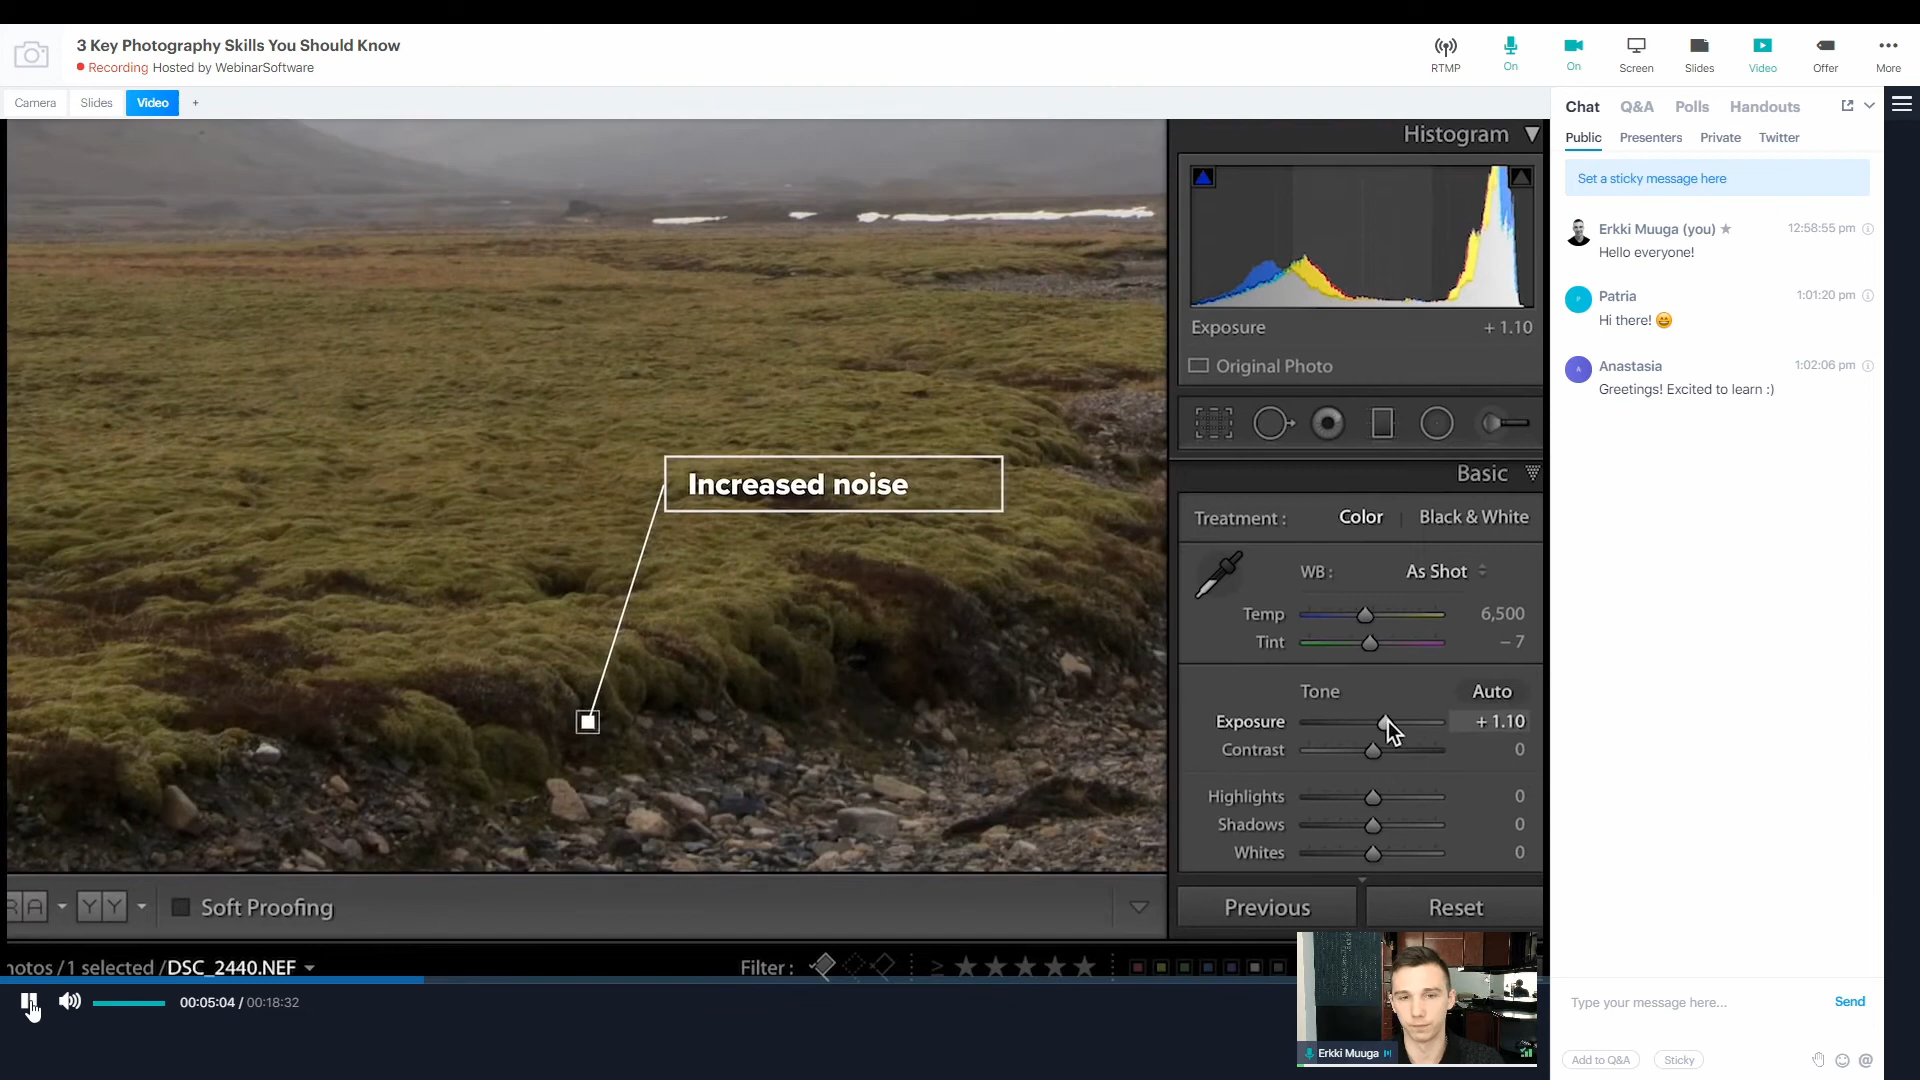 3 Key Photography Skills You Should Know
Recording Hosted by WebinarSoftware
RTMP
On
On
Screen
Slides
Video
Offer
More
Camera
Slides
Video
+
Histogram
Exposure + 1.10
Original Photo
Increased noise
Basic
Treatment : Color Black & White
WB : As Shot
Temp 6,500
Tint – 7
Tone Auto
Exposure + 1.10
Contrast 0
Highlights 0
Shadows 0
Whites 0
Previous
Reset
R A
Y Y
Soft Proofing
otos / 1 selected / DSC_2440.NEF
Filter :
00:05:04 / 00:18:32
Erkki Muuga
Chat Q&A Polls Handouts
Public Presenters Private Twitter
Set a sticky message here
Erkki Muuga (you) ★ 12:58:55 pm
Hello everyone!
Patria 1:01:20 pm
Hi there! 😄
Anastasia 1:02:06 pm
Greetings! Excited to learn :)
Type your message here...
Send
Add to Q&A
Sticky
@